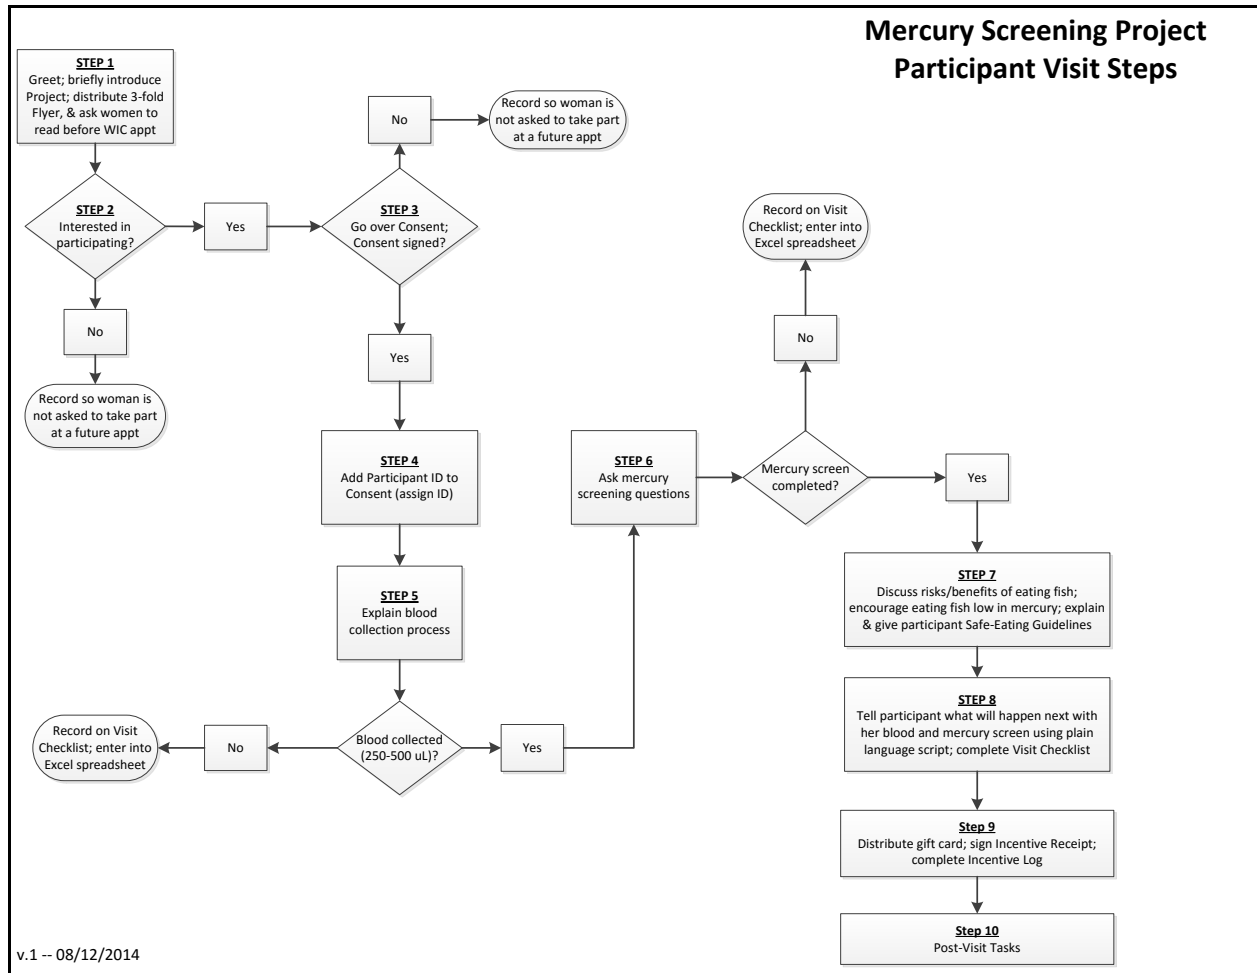 Mercury Screening Project
Participant Visit Steps
STEP 1
Greet; briefly introduce
Project; distribute 3-fold
Flyer, & ask women to
read before WIC appt
STEP 2
Interested in
participating?
Yes
No
Record so woman is
not asked to take part
at a future appt
STEP 3
Go over Consent;
Consent signed?
No
Record so woman is
not asked to take part
at a future appt
Yes
STEP 4
Add Participant ID to
Consent (assign ID)
STEP 5
Explain blood
collection process
Blood collected
(250-500 uL)?
No
Record on Visit
Checklist; enter into
Excel spreadsheet
Yes
STEP 6
Ask mercury
screening questions
Mercury screen
completed?
No
Record on Visit
Checklist; enter into
Excel spreadsheet
Yes
STEP 7
Discuss risks/benefits of eating fish;
encourage eating fish low in mercury; explain
& give participant Safe-Eating Guidelines
STEP 8
Tell participant what will happen next with
her blood and mercury screen using plain
language script; complete Visit Checklist
Step 9
Distribute gift card; sign Incentive Receipt;
complete Incentive Log
Step 10
Post-Visit Tasks
v.1 -- 08/12/2014